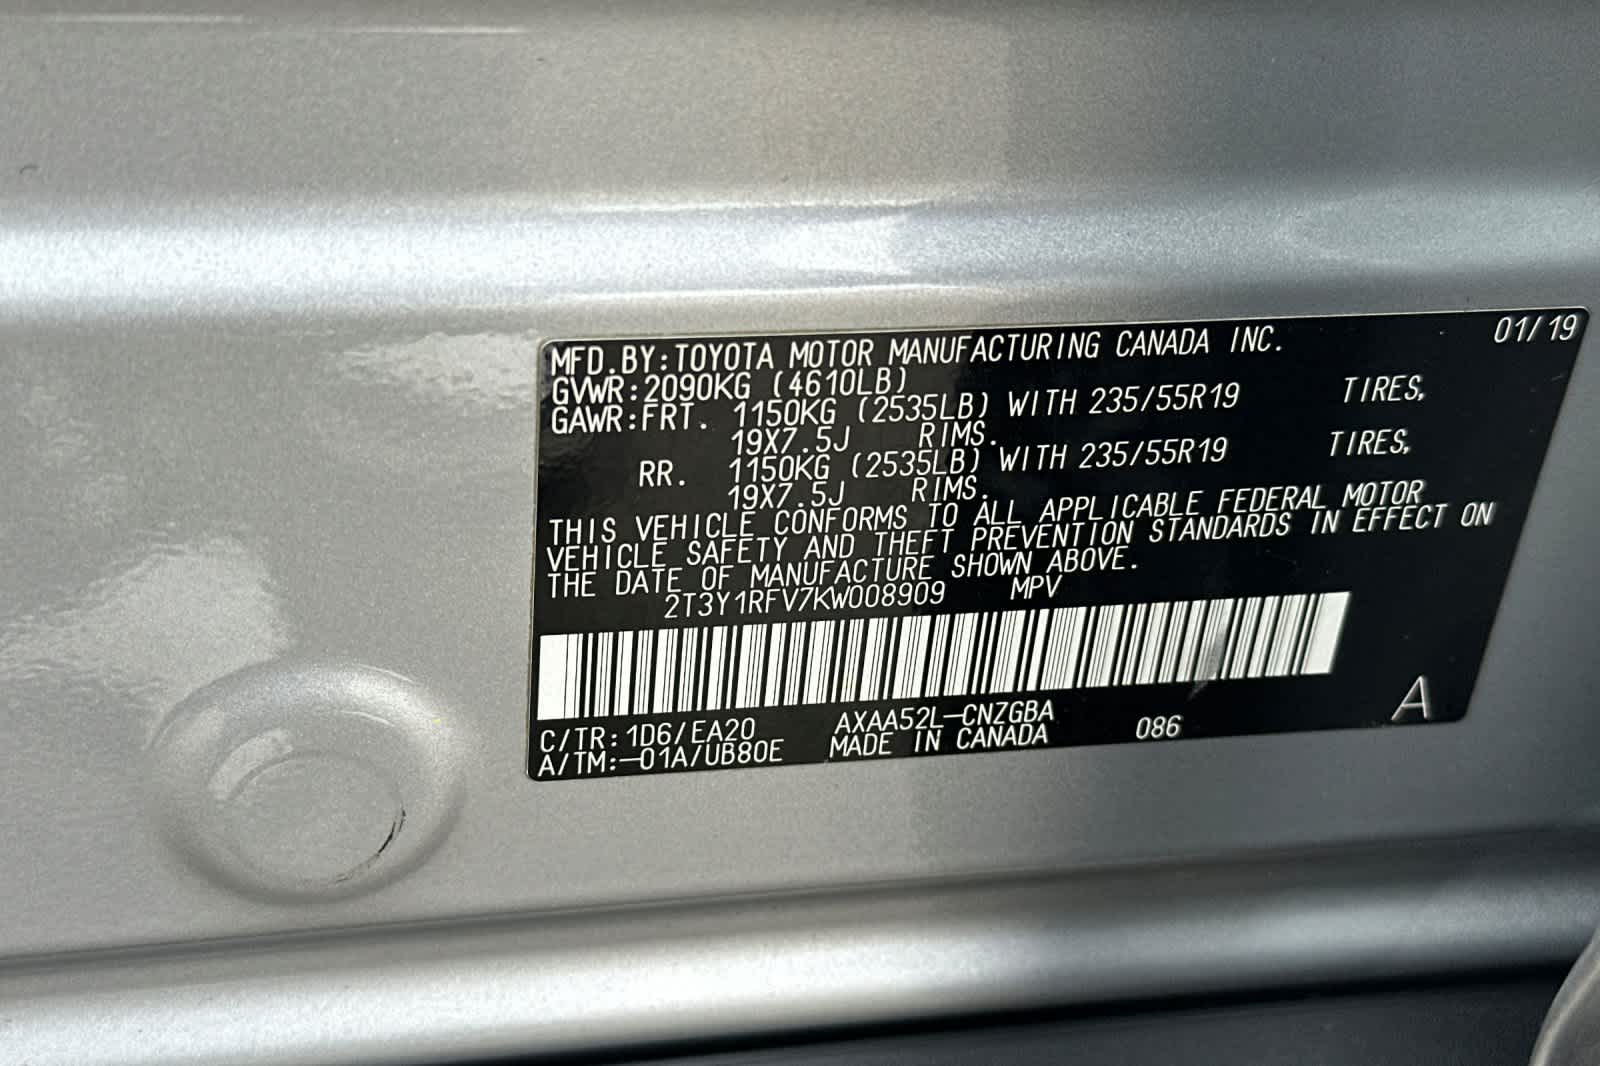 MFD.BY:TOYOTA MOTOR MANUFACTURING CANADA INC. 01/19
GVWR:2090KG (4610LB)
GAWR:FRT. 1150KG (2535LB) WITH 235/55R19 TIRES,
19X7.5J RIMS.
RR. 1150KG (2535LB) WITH 235/55R19 TIRES,
19X7.5J RIMS.
THIS VEHICLE CONFORMS TO ALL APPLICABLE FEDERAL MOTOR
VEHICLE SAFETY AND THEFT PREVENTION STANDARDS IN EFFECT ON
THE DATE OF MANUFACTURE SHOWN ABOVE.
2T3Y1RFV7KW008909 MPV
C/TR:1D6/EA20 AXAA52L-CNZGBA 086 A
A/TM:-01A/UB80E MADE IN CANADA